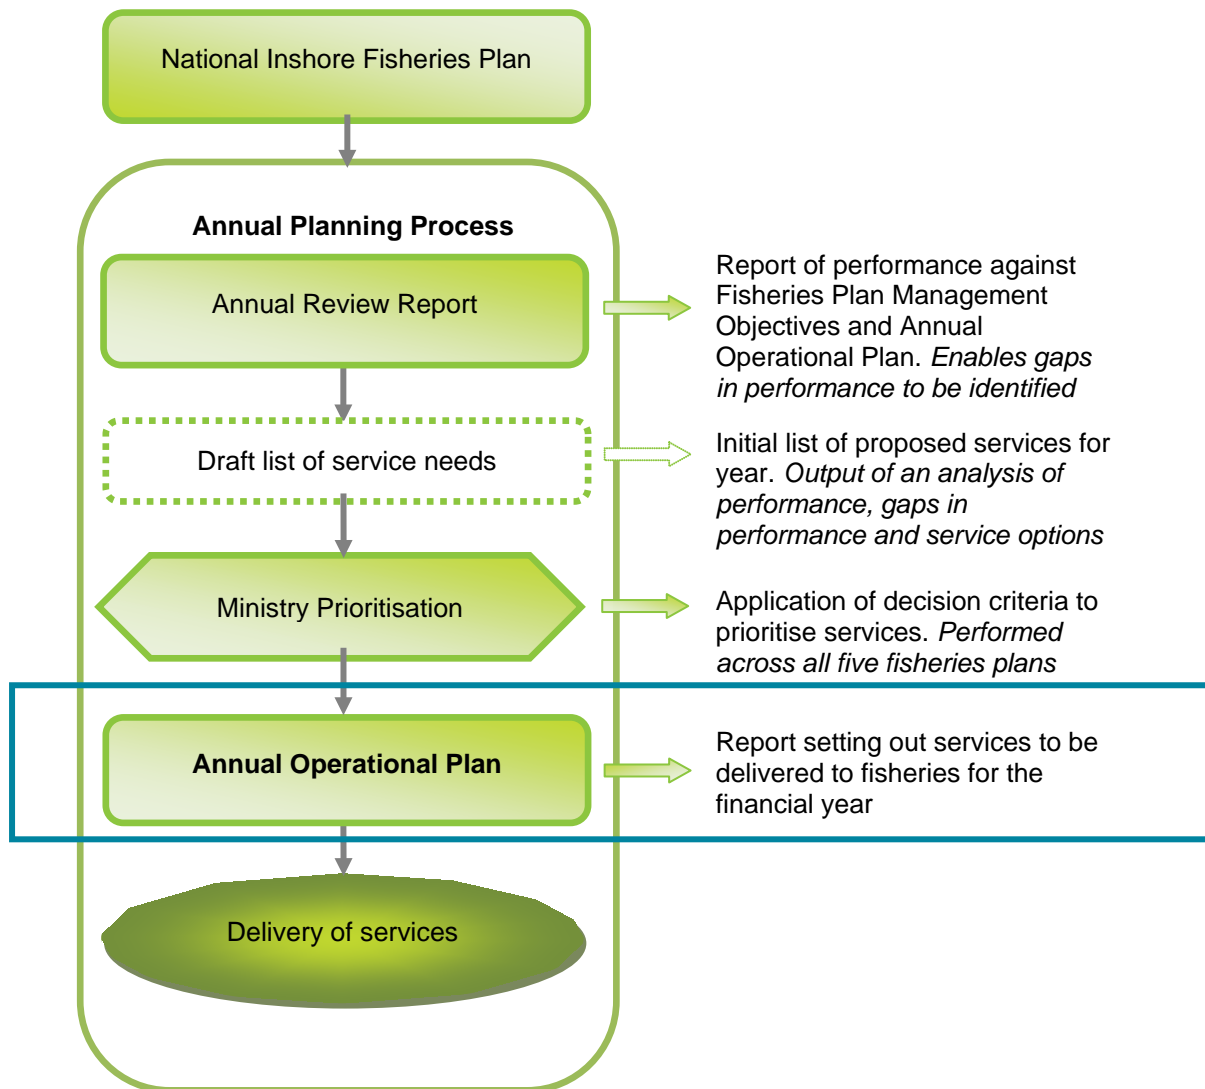 National Inshore Fisheries Plan
Annual Planning Process
Annual Review Report
Report of performance against
Fisheries Plan Management
Objectives and Annual
Operational Plan. Enables gaps
in performance to be identified
Draft list of service needs
Initial list of proposed services for
year. Output of an analysis of
performance, gaps in
performance and service options
Ministry Prioritisation
Application of decision criteria to
prioritise services. Performed
across all five fisheries plans
Annual Operational Plan
Report setting out services to be
delivered to fisheries for the
financial year
Delivery of services